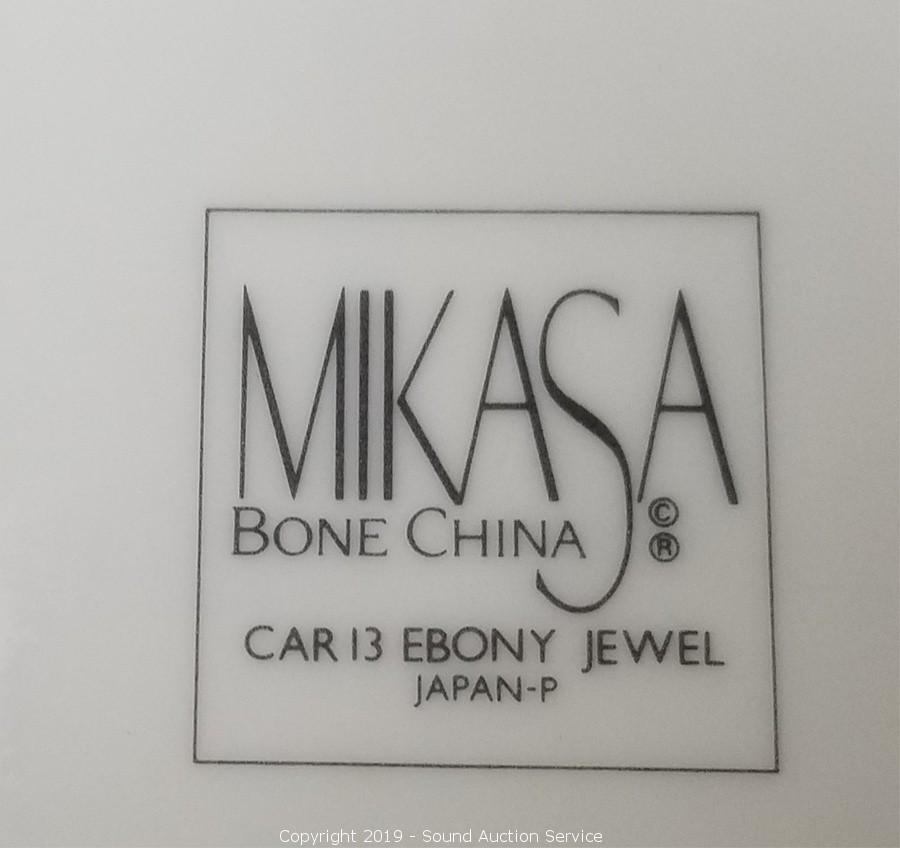 MIKASA
BONE CHINA © ®
CAR 13 EBONY JEWEL
JAPAN-P
Copyright 2019 - Sound Auction Service